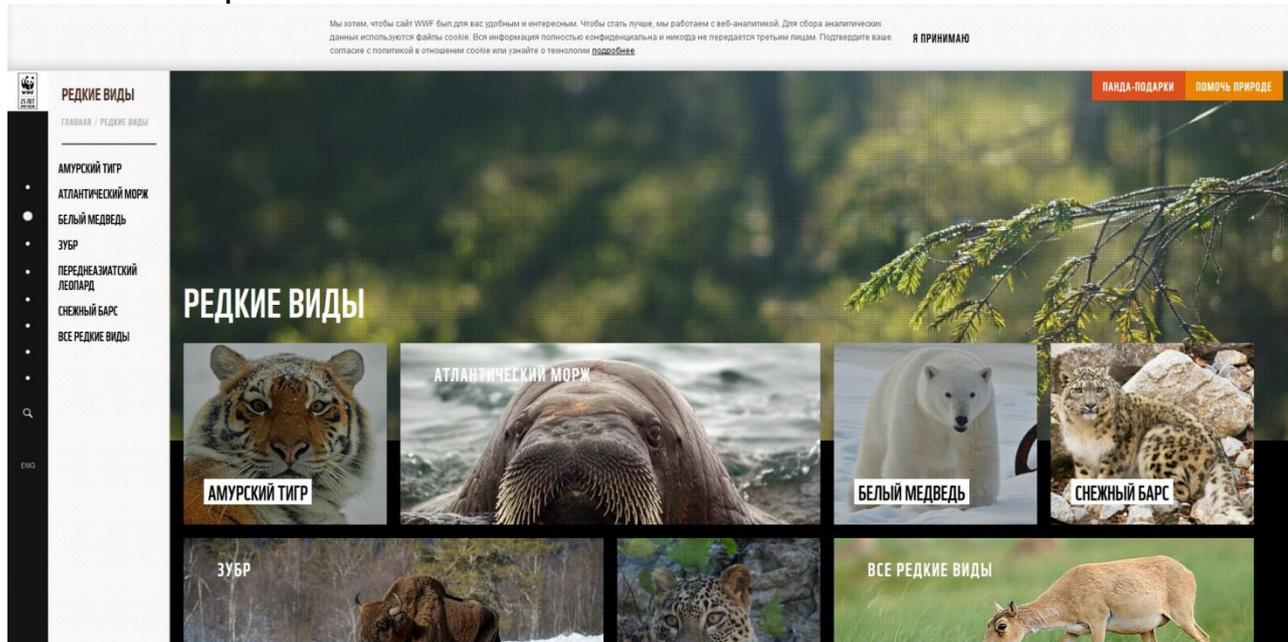 Мы хотим, чтобы сайт WWF был для вас удобным и интересным. Чтобы стать лучше, мы работаем с веб-аналитикой. Для сбора аналитических
данных используются файлы cookie. Вся информация полностью конфиденциальна и никогда не передается третьим лицам. Подтвердите ваше
согласие с политикой в отношении cookie или узнайте о технологии подробнее.
Я ПРИНИМАЮ
WWF
25 ЛЕТ
РЕДКИЕ ВИДЫ
ГЛАВНАЯ / РЕДКИЕ ВИДЫ
АМУРСКИЙ ТИГР
АТЛАНТИЧЕСКИЙ МОРЖ
БЕЛЫЙ МЕДВЕДЬ
ЗУБР
ПЕРЕДНЕАЗИАТСКИЙ
ЛЕОПАРД
СНЕЖНЫЙ БАРС
ВСЕ РЕДКИЕ ВИДЫ
ENG
ПАНДА-ПОДАРКИ
ПОМОЧЬ ПРИРОДЕ
РЕДКИЕ ВИДЫ
АМУРСКИЙ ТИГР
АТЛАНТИЧЕСКИЙ МОРЖ
БЕЛЫЙ МЕДВЕДЬ
СНЕЖНЫЙ БАРС
ЗУБР
ВСЕ РЕДКИЕ ВИДЫ